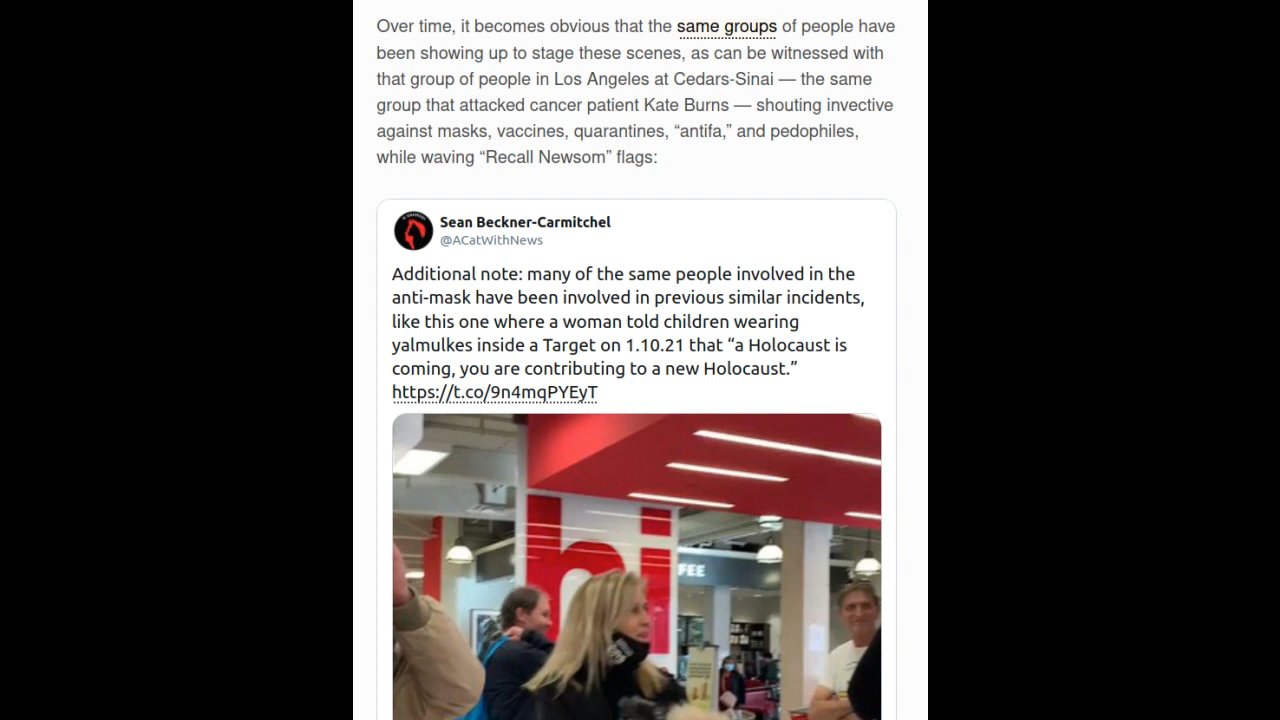 Over time, it becomes obvious that the same groups of people have
been showing up to stage these scenes, as can be witnessed with
that group of people in Los Angeles at Cedars-Sinai — the same
group that attacked cancer patient Kate Burns — shouting invective
against masks, vaccines, quarantines, “antifa,” and pedophiles,
while waving “Recall Newsom” flags:
Sean Beckner-Carmitchel
@ACatWithNews
Additional note: many of the same people involved in the
anti-mask have been involved in previous similar incidents,
like this one where a woman told children wearing
yalmulkes inside a Target on 1.10.21 that “a Holocaust is
coming, you are contributing to a new Holocaust.”
https://t.co/9n4mqPYEyT
hi
FEE